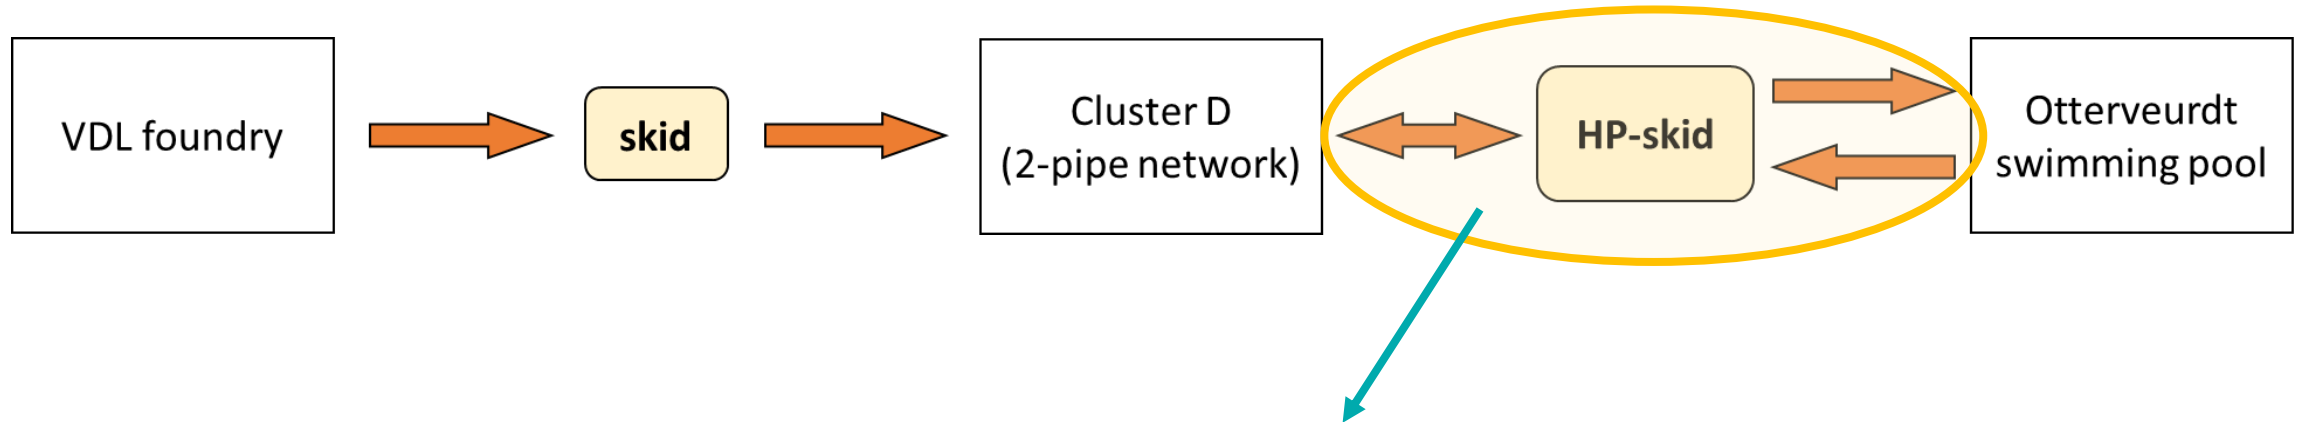 VDL foundry
skid
Cluster D
(2-pipe network)
HP-skid
Otterveurdt
swimming pool